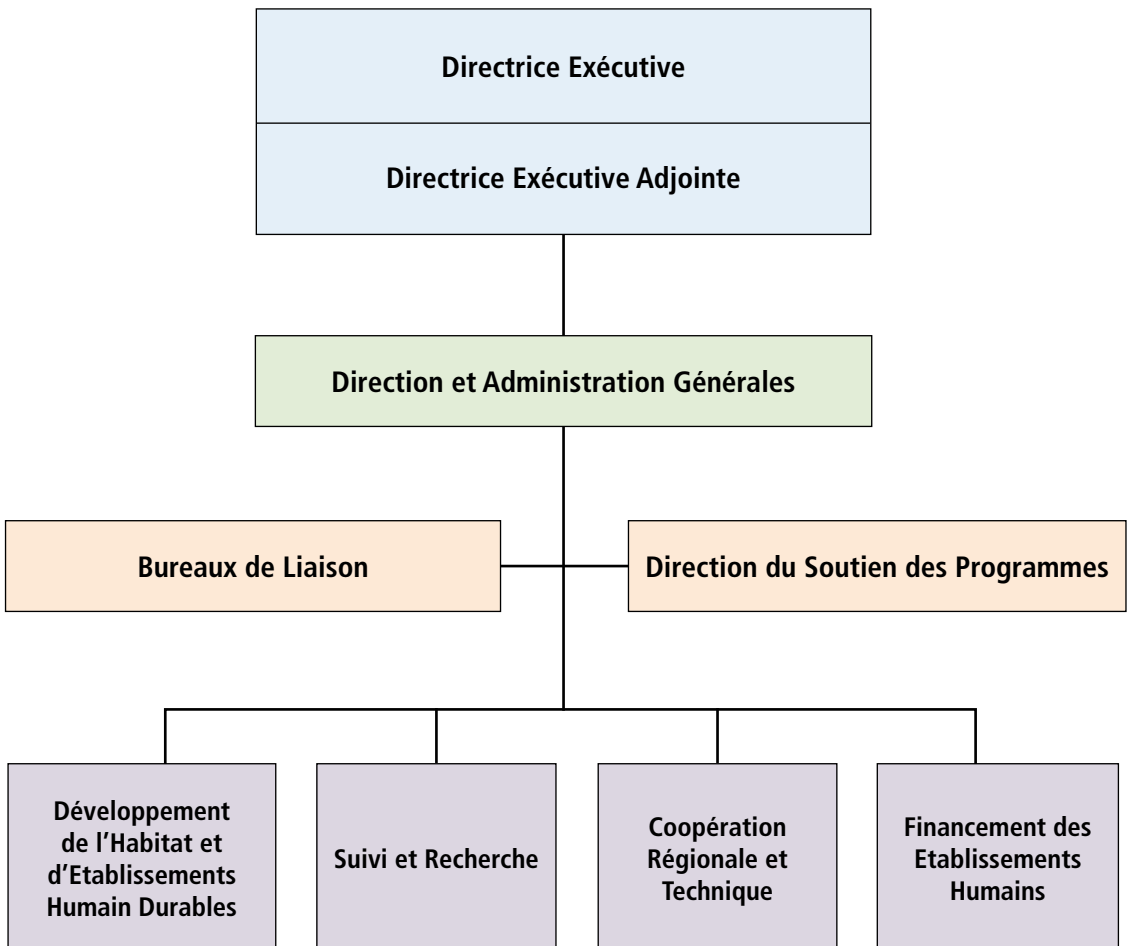 Directrice Exécutive
Directrice Exécutive Adjointe
Direction et Administration Générales
Bureaux de Liaison
Direction du Soutien des Programmes
Développement
de l'Habitat et
d'Etablissements
Humain Durables
Suivi et Recherche
Coopération
Régionale et
Technique
Financement des
Etablissements
Humains